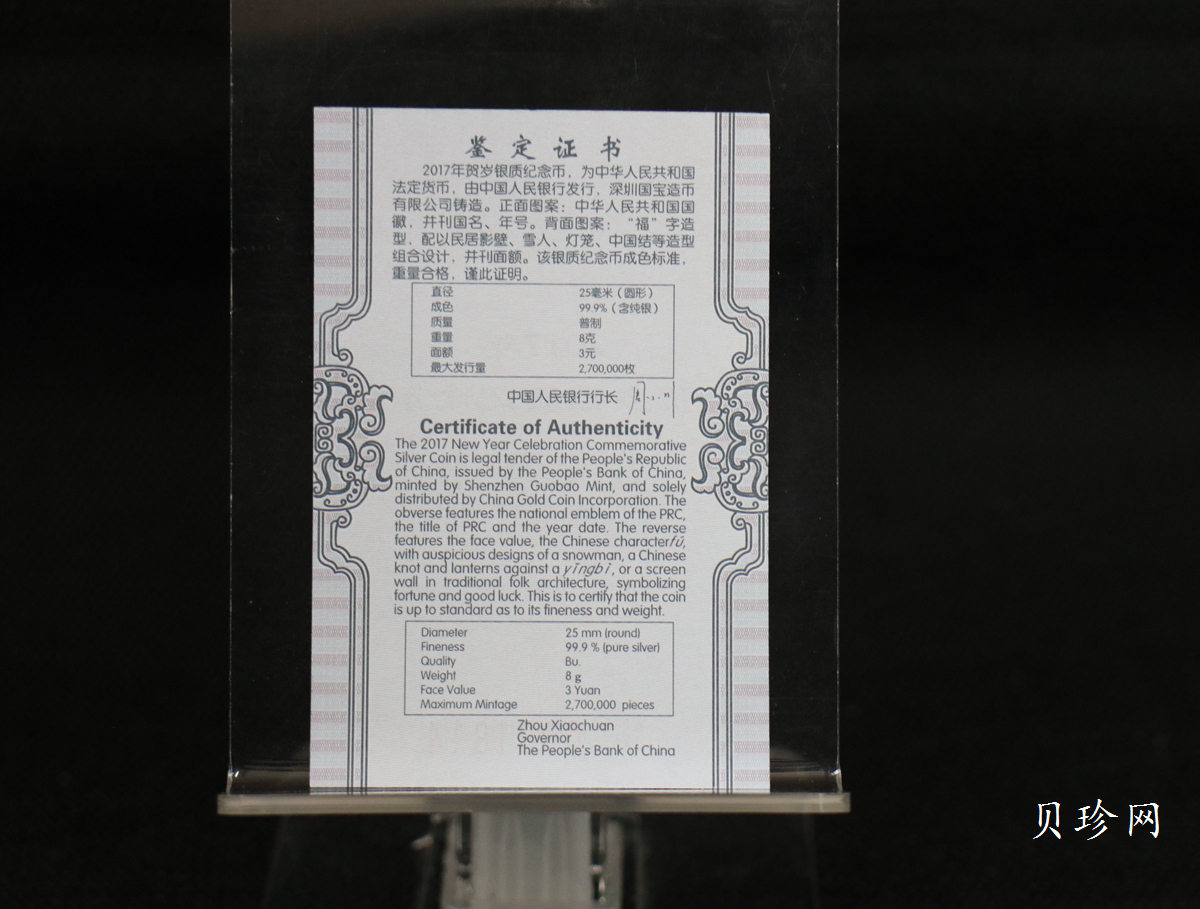 鉴定证书
2017年贺岁银质纪念币，为中华人民共和国
法定货币，由中国人民银行发行，深圳国宝造币
有限公司铸造。正面图案：中华人民共和国国
徽，并刊国名、年号。背面图案：“福”字造
型，配以民居影壁、雪人、灯笼、中国结等造型
组合设计，并刊面额。该银质纪念币成色标准，
重量合格，谨此证明。
直径 25毫米（圆形）
成色 99.9%（含纯银）
质量 普制
重量 8克
面额 3元
最大发行量 2,700,000枚
中国人民银行行长
Certificate of Authenticity
The 2017 New Year Celebration Commemorative
Silver Coin is legal tender of the People's Republic
of China, issued by the People's Bank of China,
minted by Shenzhen Guobao Mint, and solely
distributed by China Gold Coin Incorporation. The
obverse features the national emblem of the PRC,
the title of PRC and the year date. The reverse
features the face value, the Chinese character fú,
with auspicious designs of a snowman, a Chinese
knot and lanterns against a yǐngbì, or a screen
wall in traditional folk architecture, symbolizing
fortune and good luck. This is to certify that the coin
is up to standard as to its fineness and weight.
Diameter 25 mm (round)
Fineness 99.9 % (pure silver)
Quality Bu.
Weight 8 g
Face Value 3 Yuan
Maximum Mintage 2,700,000 pieces
Zhou Xiaochuan
Governor
The People's Bank of China
贝珍网